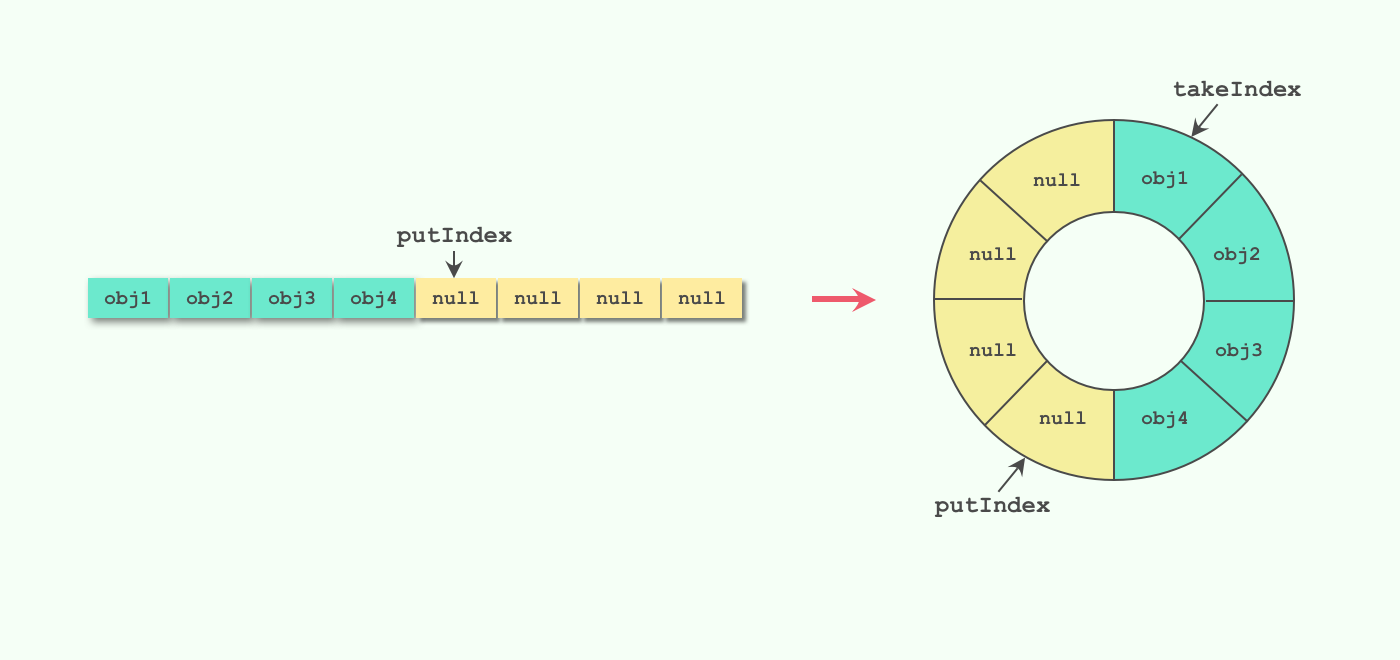 putIndex
obj1 obj2 obj3 obj4 null null null null
takeIndex
null obj1
null obj2
null obj3
null obj4
putIndex